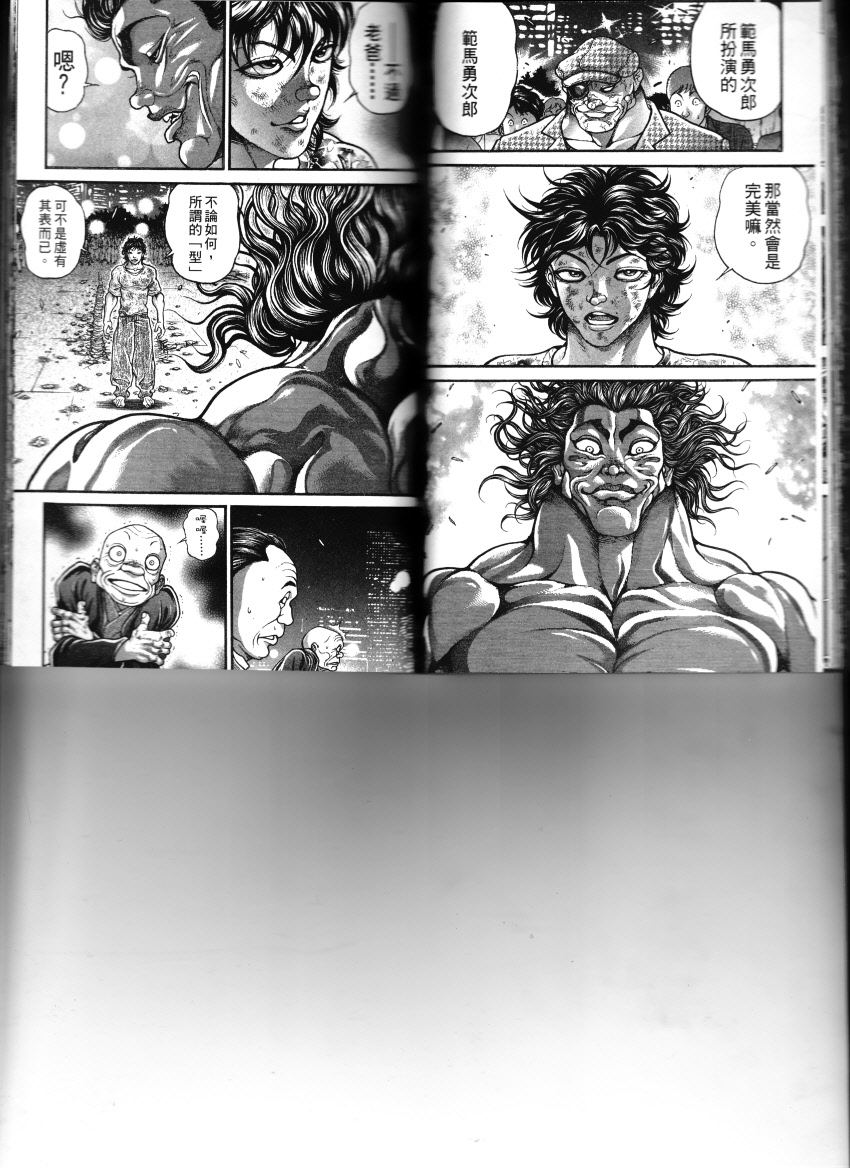 範馬勇次郎
所扮演的
範馬勇次郎
那當然會是
完美嘛。
不過
老爸……
嗯？
不論如何，
所謂的「型」
可不是虛有
其表而已。
喔喔……